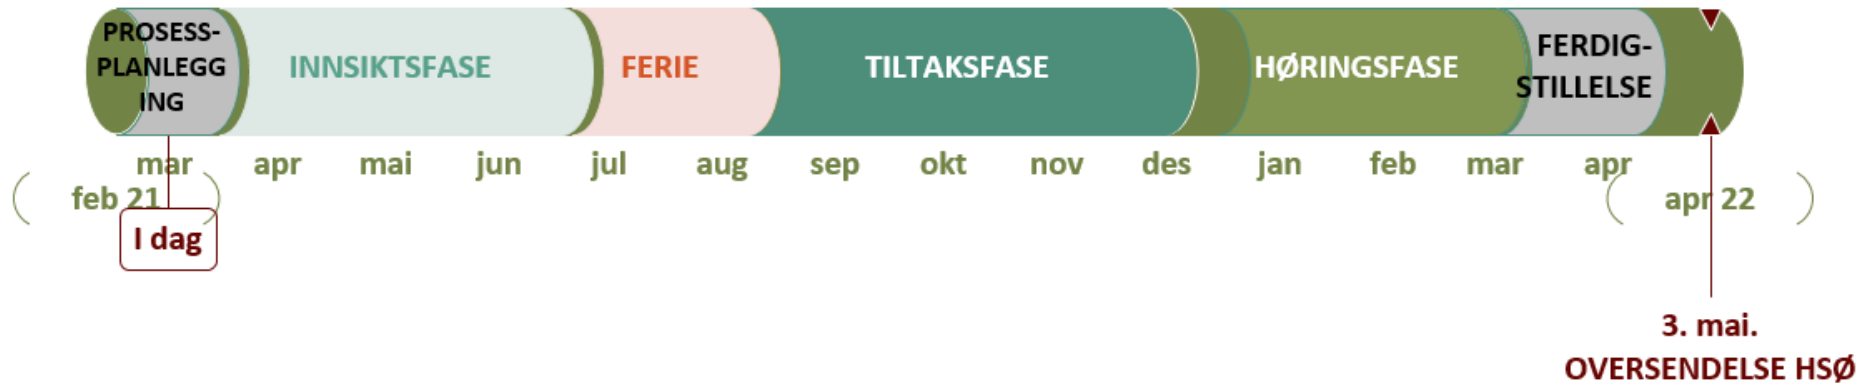 PROSESS-
PLANLEGG
ING
INNSIKTSFASE
FERIE
TILTAKSFASE
HØRINGSFASE
FERDIG-
STILLELSE
mar apr mai jun jul aug sep okt nov des jan feb mar apr
feb 21
apr 22
I dag
3. mai.
OVERSENDELSE HSØ